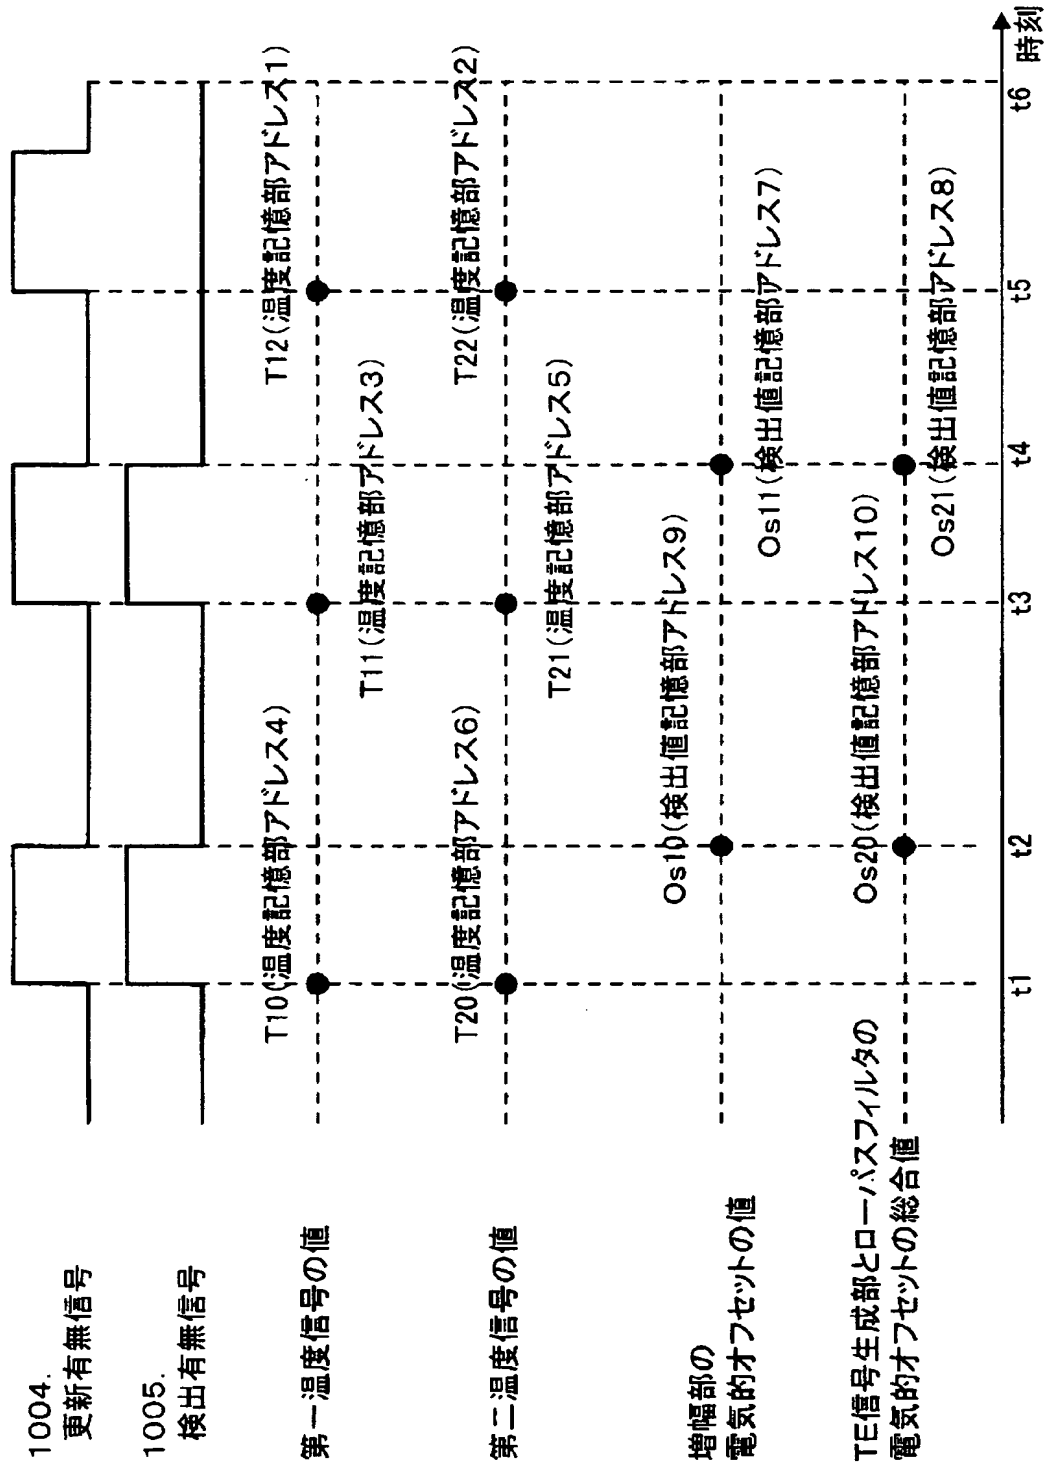 1004.
更新有無信号
1005.
検出有無信号
第一温度信号の値
T10(温度記憶部アドレス4)
T11(温度記憶部アドレス3)
T12(温度記憶部アドレス1)
第二温度信号の値
T20(温度記憶部アドレス6)
T21(温度記憶部アドレス5)
T22(温度記憶部アドレス2)
増幅部の
電気的オフセットの値
Os10(検出値記憶部アドレス9)
Os11(検出値記憶部アドレス7)
TE信号生成部とローパスフィルタの
電気的オフセットの総合値
Os20(検出値記憶部アドレス10)
Os21(検出値記憶部アドレス8)
t1
t2
t3
t4
t5
t6
時刻